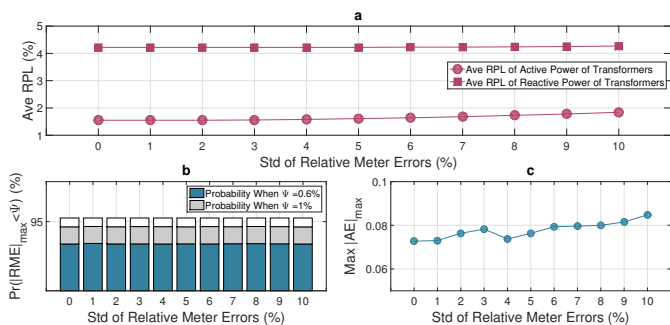 a
Ave RPL (%)
5
4
2
1
Ave RPL of Active Power of Transformers
Ave RPL of Reactive Power of Transformers
0 1 2 3 4 5 6 7 8 9 10
Std of Relative Meter Errors (%)
b
Pr(|RME|max<Ψ) (%)
95
Probability When Ψ =0.6%
Probability When Ψ =1%
0 1 2 3 4 5 6 7 8 9 10
Std of Relative Meter Errors (%)
c
Max |AE|max
0.1
0.08
0.06
0 1 2 3 4 5 6 7 8 9 10
Std of Relative Meter Errors (%)